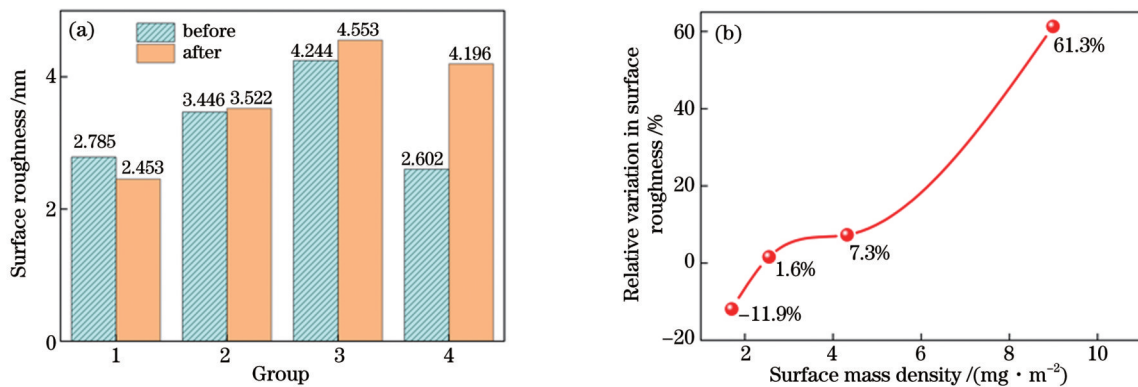 (a)
before
after
2.785
2.453
3.446
3.522
4.244
4.553
2.602
4.196
4
2
0
Surface roughness /nm
1 2 3 4
Group
(b)
60
40
20
0
−20
Relative variation in surface
roughness /%
−11.9%
1.6%
7.3%
61.3%
2 4 6 8 10
Surface mass density /(mg · m⁻²)